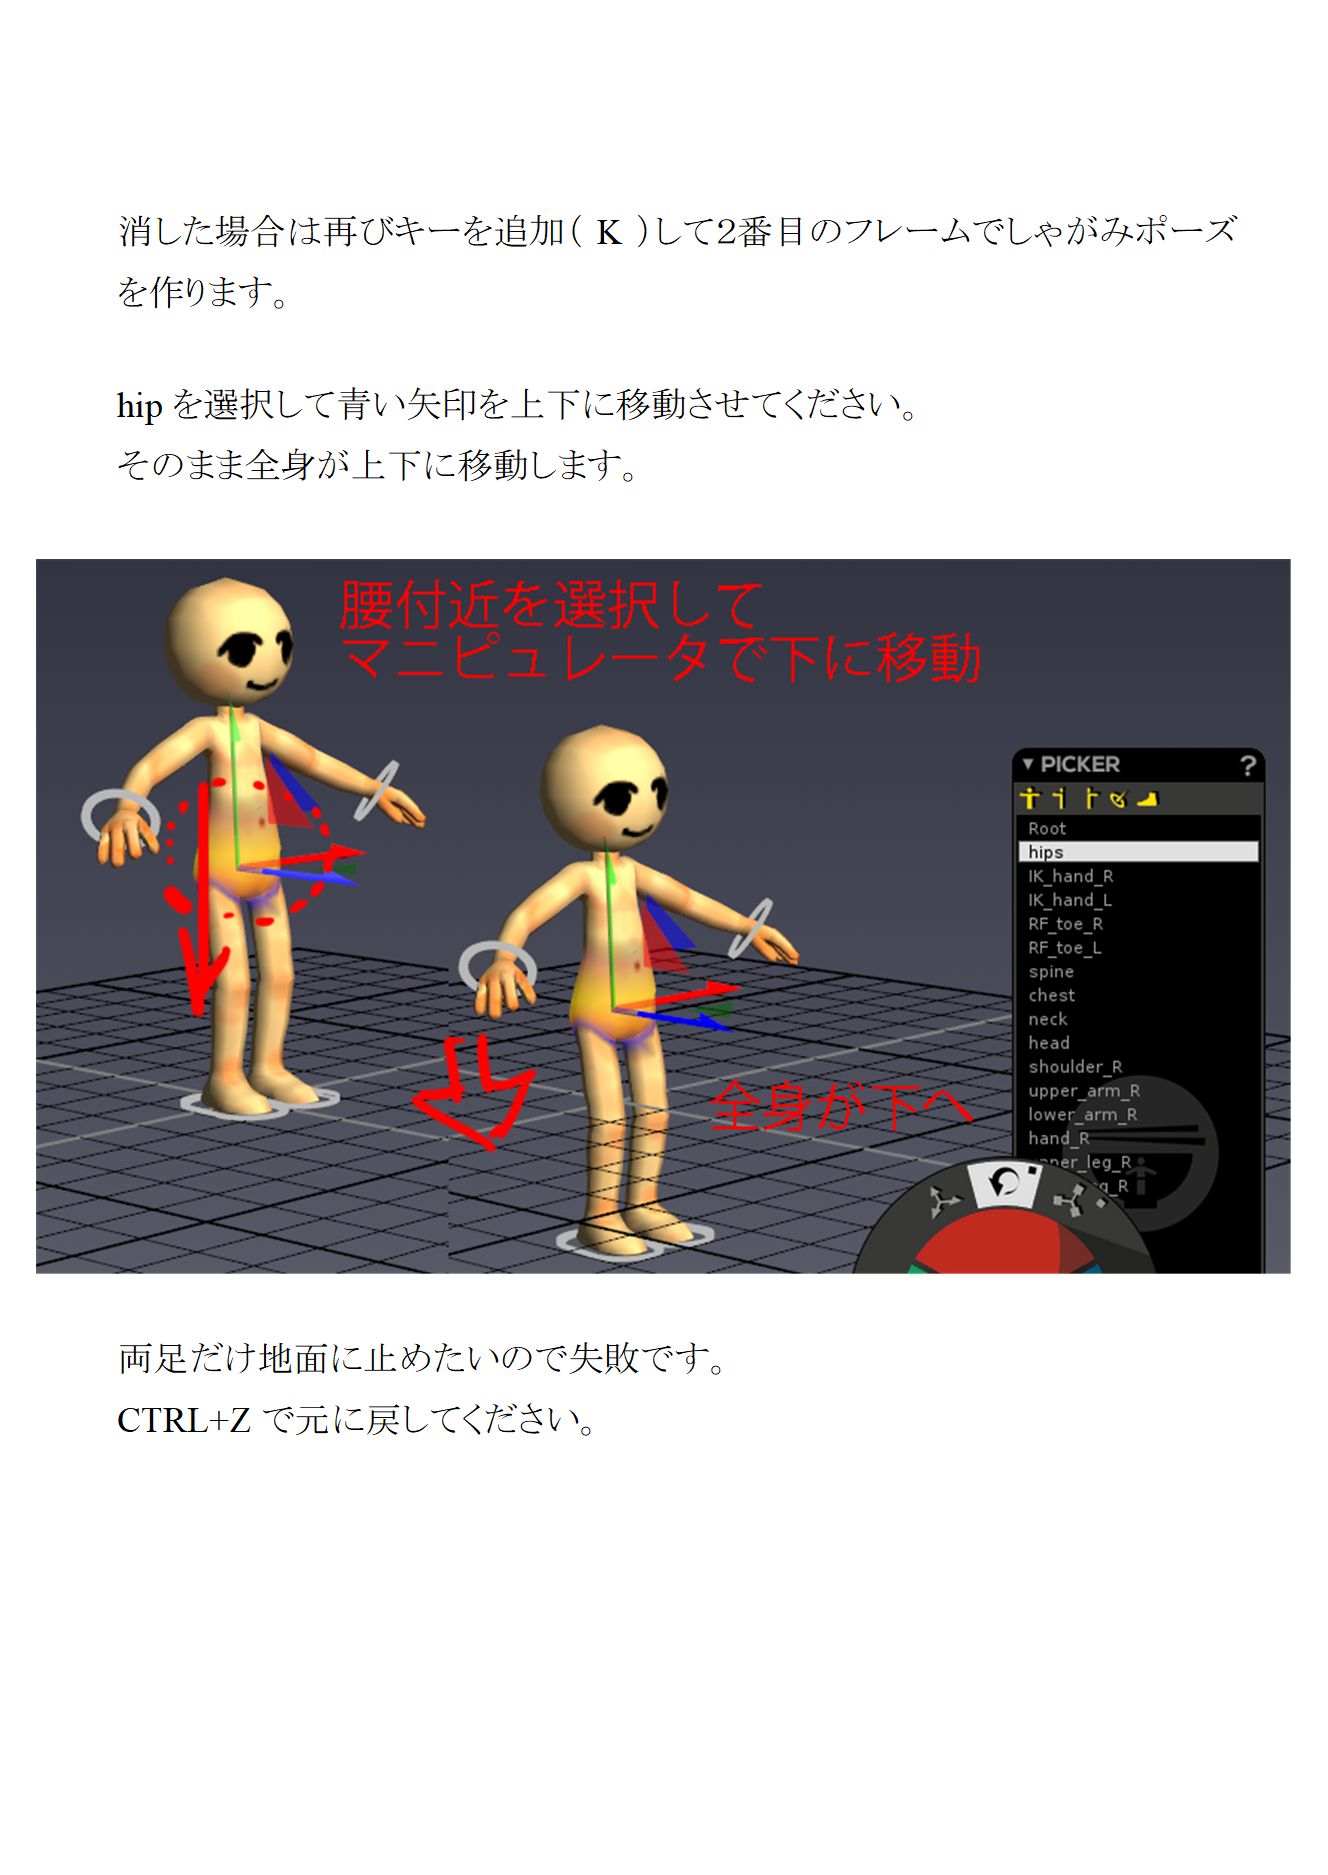 消した場合は再びキーを追加（ K ）して２番目のフレームでしゃがみポーズ
を作ります。
hip を選択して青い矢印を上下に移動させてください。
そのまま全身が上下に移動します。
腰付近を選択して
マニピュレータで下に移動
PICKER ?
Root
hips
IK_hand_R
IK_hand_L
RF_toe_R
RF_toe_L
spine
chest
neck
head
shoulder_R
upper_arm_R
lower_arm_R
hand_R
upper_leg_R
全身が下へ
両足だけ地面に止めたいので失敗です。
CTRL+Z で元に戻してください。